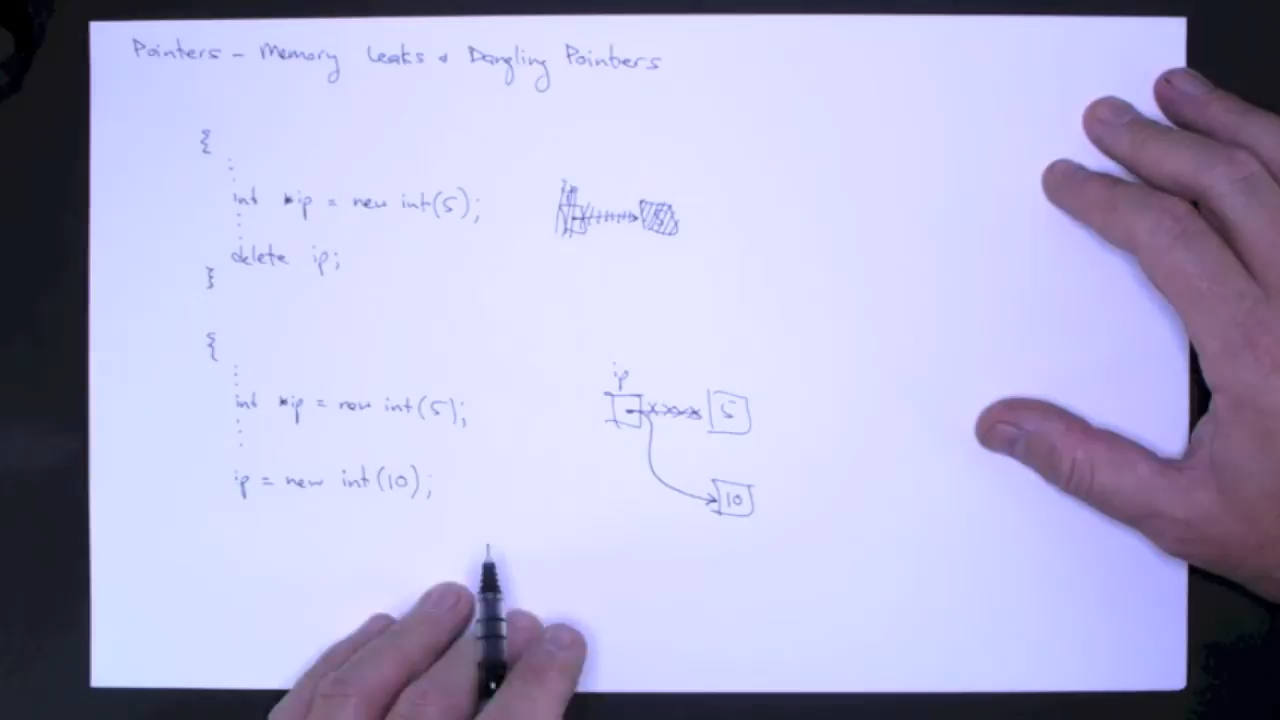 Pointers - Memory Leaks & Dangling Pointers
{
int *ip = new int(5);
delete ip;
}
{
int *ip = new int(5);
ip = new int(10);
ip
5
10